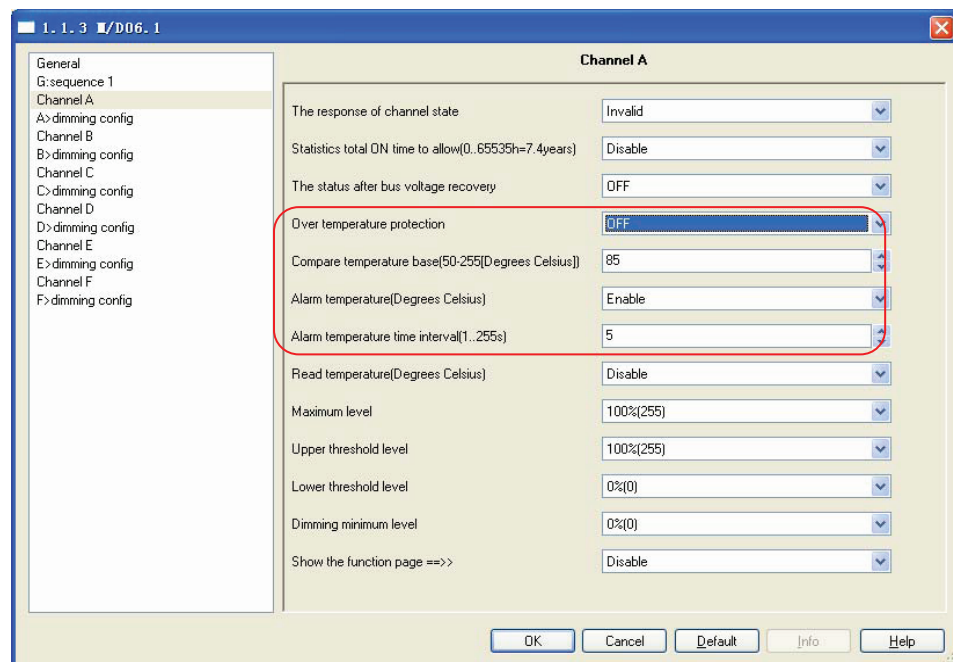 1.1.3 M/D06.1
General
G:sequence 1
Channel A
A>dimming config
Channel B
B>dimming config
Channel C
C>dimming config
Channel D
D>dimming config
Channel E
E>dimming config
Channel F
F>dimming config
Channel A
The response of channel state Invalid
Statistics total ON time to allow(0..65535h=7.4years) Disable
The status after bus voltage recovery OFF
Over temperature protection OFF
Compare temperature base(50-255[Degrees Celsius]) 85
Alarm temperature(Degrees Celsius) Enable
Alarm temperature time interval(1..255s) 5
Read temperature(Degrees Celsius) Disable
Maximum level 100%(255)
Upper threshold level 100%(255)
Lower threshold level 0%(0)
Dimming minimum level 0%(0)
Show the function page ==>> Disable
OK Cancel Default Info Help